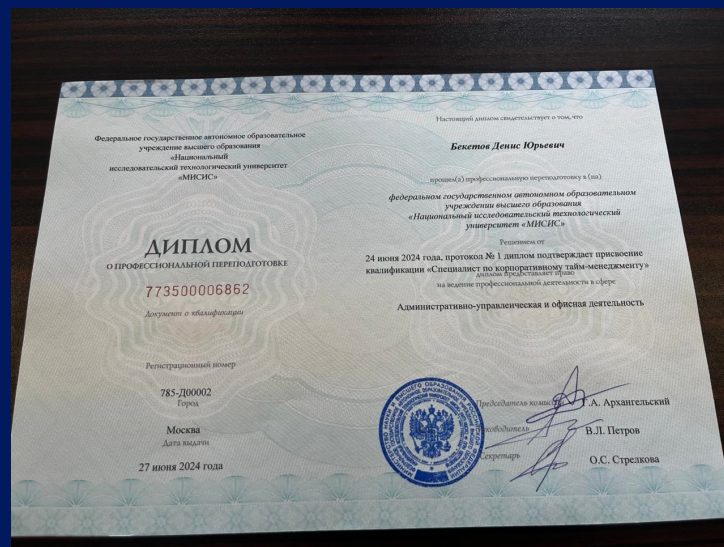 Федеральное государственное автономное образовательное
учреждение высшего образования
«Национальный
исследовательский технологический университет
«МИСИС»
ДИПЛОМ
О ПРОФЕССИОНАЛЬНОЙ ПЕРЕПОДГОТОВКЕ
773500006862
Документ о квалификации
Регистрационный номер
785-Д00002
Город
Москва
Дата выдачи
27 июня 2024 года
Настоящий диплом свидетельствует о том, что
Бекетов Денис Юрьевич
прошел(а) профессиональную переподготовку в (на)
федеральном государственном автономном образовательном
учреждении высшего образования
«Национальный исследовательский технологический
университет «МИСИС»
Решением от
24 июня 2024 года, протокол № 1 диплом подтверждает присвоение
квалификации «Специалист по корпоративному тайм-менеджменту»
диплом предоставляет право
на ведение профессиональной деятельности в сфере
Административно-управленческая и офисная деятельность
Председатель Г.А. Архангельский
Руководитель В.Л. Петров
Секретарь О.С. Стрелкова